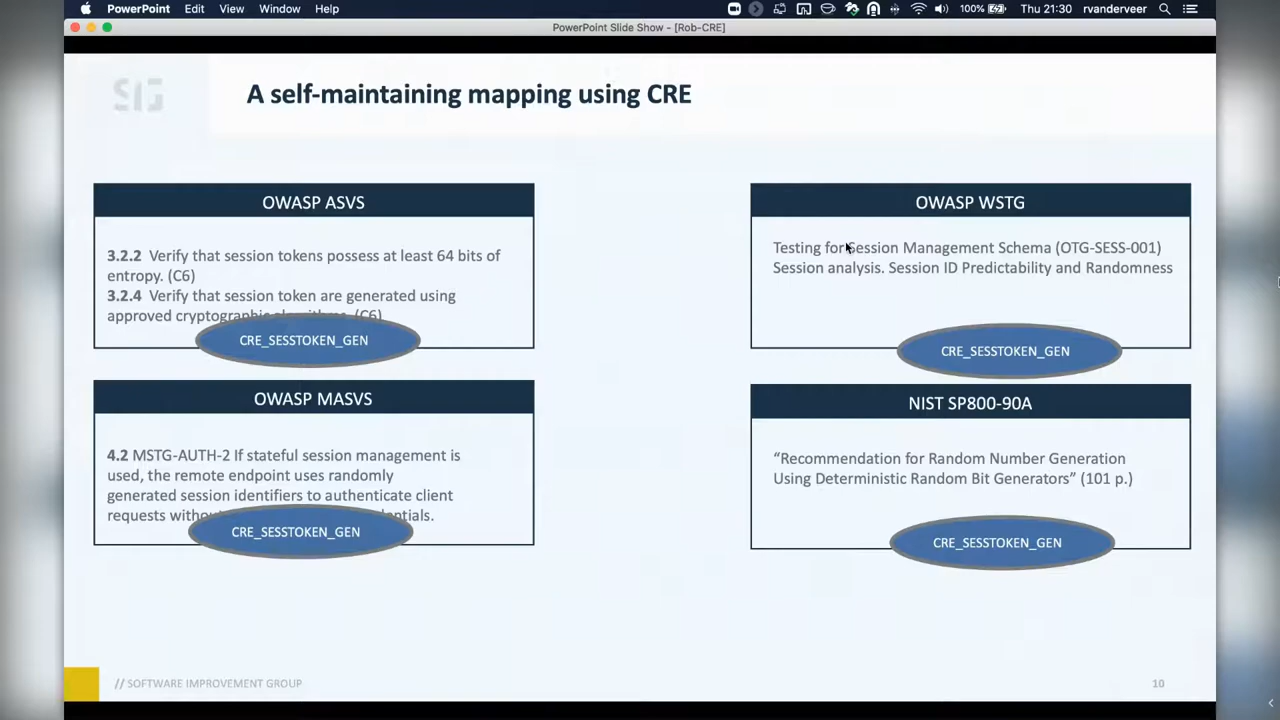 PowerPoint Edit View Window Help 100% Thu 21:30 rvanderveer
PowerPoint Slide Show - [Rob-CRE]
SIG
A self-maintaining mapping using CRE
OWASP ASVS
3.2.2 Verify that session tokens possess at least 64 bits of
entropy. (C6)
3.2.4 Verify that session token are generated using
approved cryptographic algorithms. (C6)
CRE_SESSTOKEN_GEN
OWASP WSTG
Testing for Session Management Schema (OTG-SESS-001)
Session analysis. Session ID Predictability and Randomness
CRE_SESSTOKEN_GEN
OWASP MASVS
4.2 MSTG-AUTH-2 If stateful session management is
used, the remote endpoint uses randomly
generated session identifiers to authenticate client
requests
CRE_SESSTOKEN_GEN
NIST SP800-90A
“Recommendation for Random Number Generation
Using Deterministic Random Bit Generators” (101 p.)
CRE_SESSTOKEN_GEN
// SOFTWARE IMPROVEMENT GROUP
10